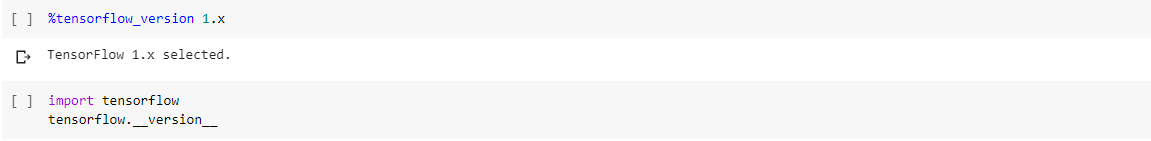 [ ] %tensorflow_version 1.x
TensorFlow 1.x selected.
[ ] import tensorflow
tensorflow.__version__